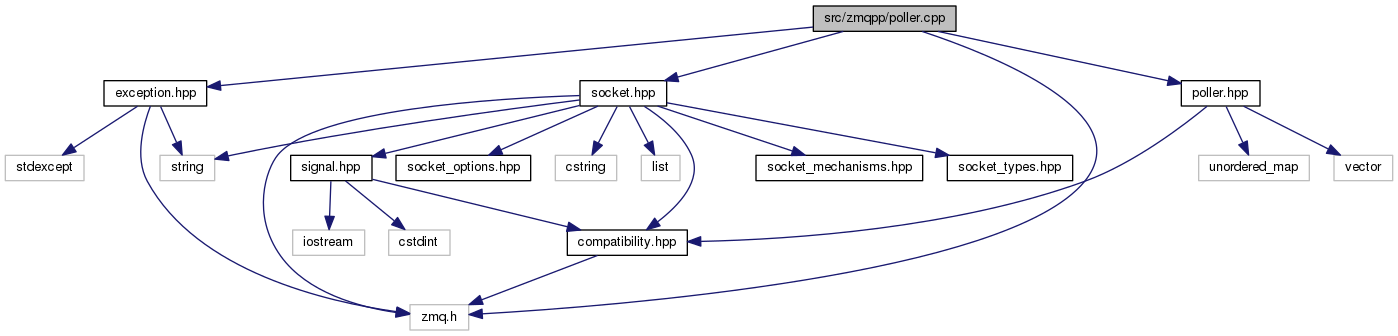 src/zmqpp/poller.cpp
exception.hpp
socket.hpp
poller.hpp
stdexcept
string
signal.hpp
socket_options.hpp
cstring
list
socket_mechanisms.hpp
socket_types.hpp
unordered_map
vector
iostream
cstdint
compatibility.hpp
zmq.h